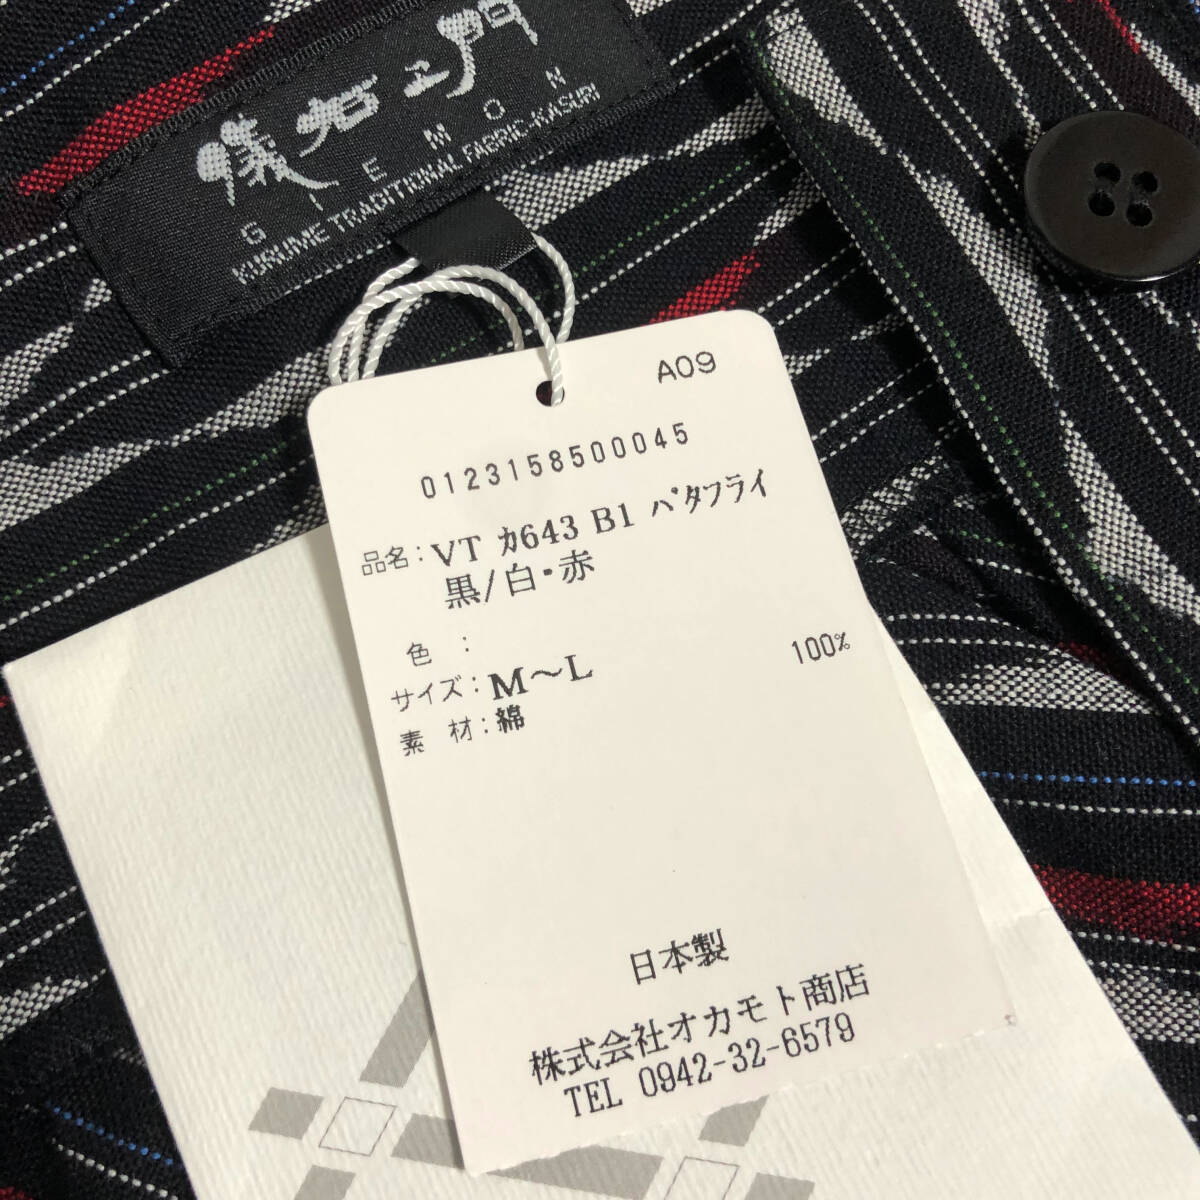 儀右ヱ門
GIEMON
KURUME TRADITIONAL FABRIC-KASURI
A09
0123158500045
品名：VT ｶ643 B1 ﾊﾞﾀﾌﾗｲ
黒/白・赤
色 ：
サイズ：M～L
素 材：綿 100%
日本製
株式会社オカモト商店
TEL 0942-32-6579